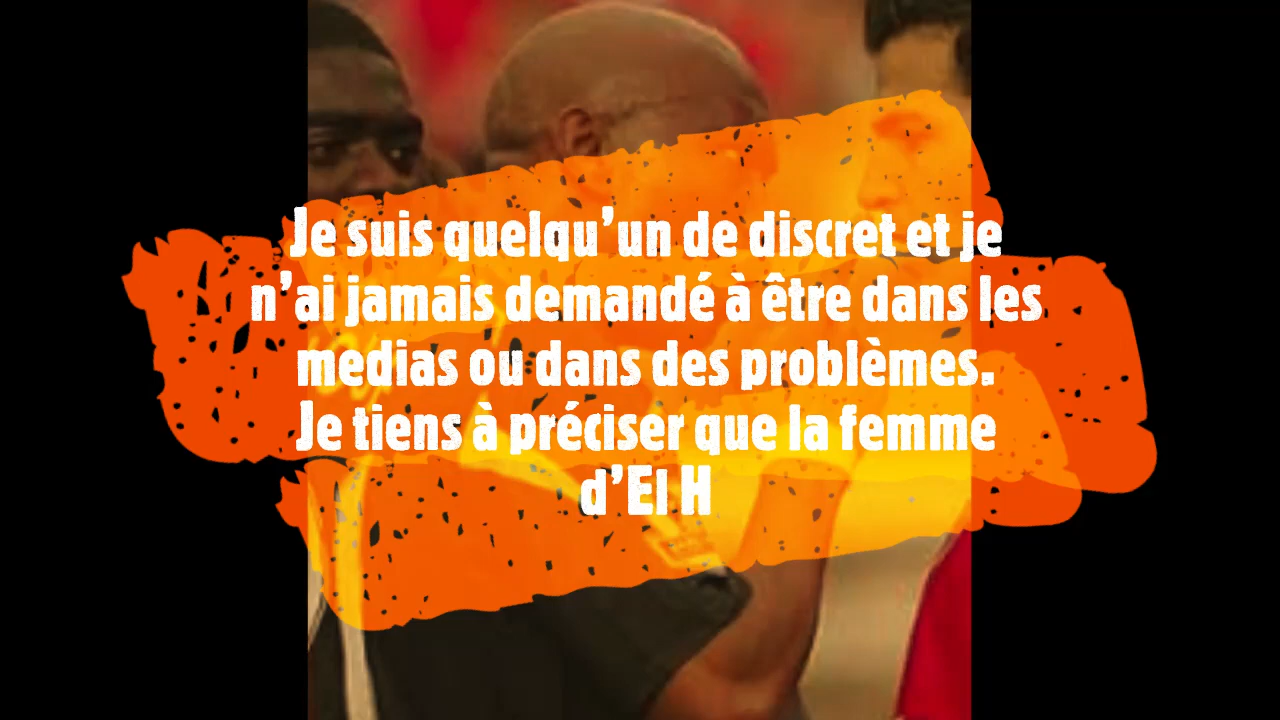 Je suis quelqu’un de discret et je
n’ai jamais demandé à être dans les
medias ou dans des problèmes.
Je tiens à préciser que la femme
d’El H